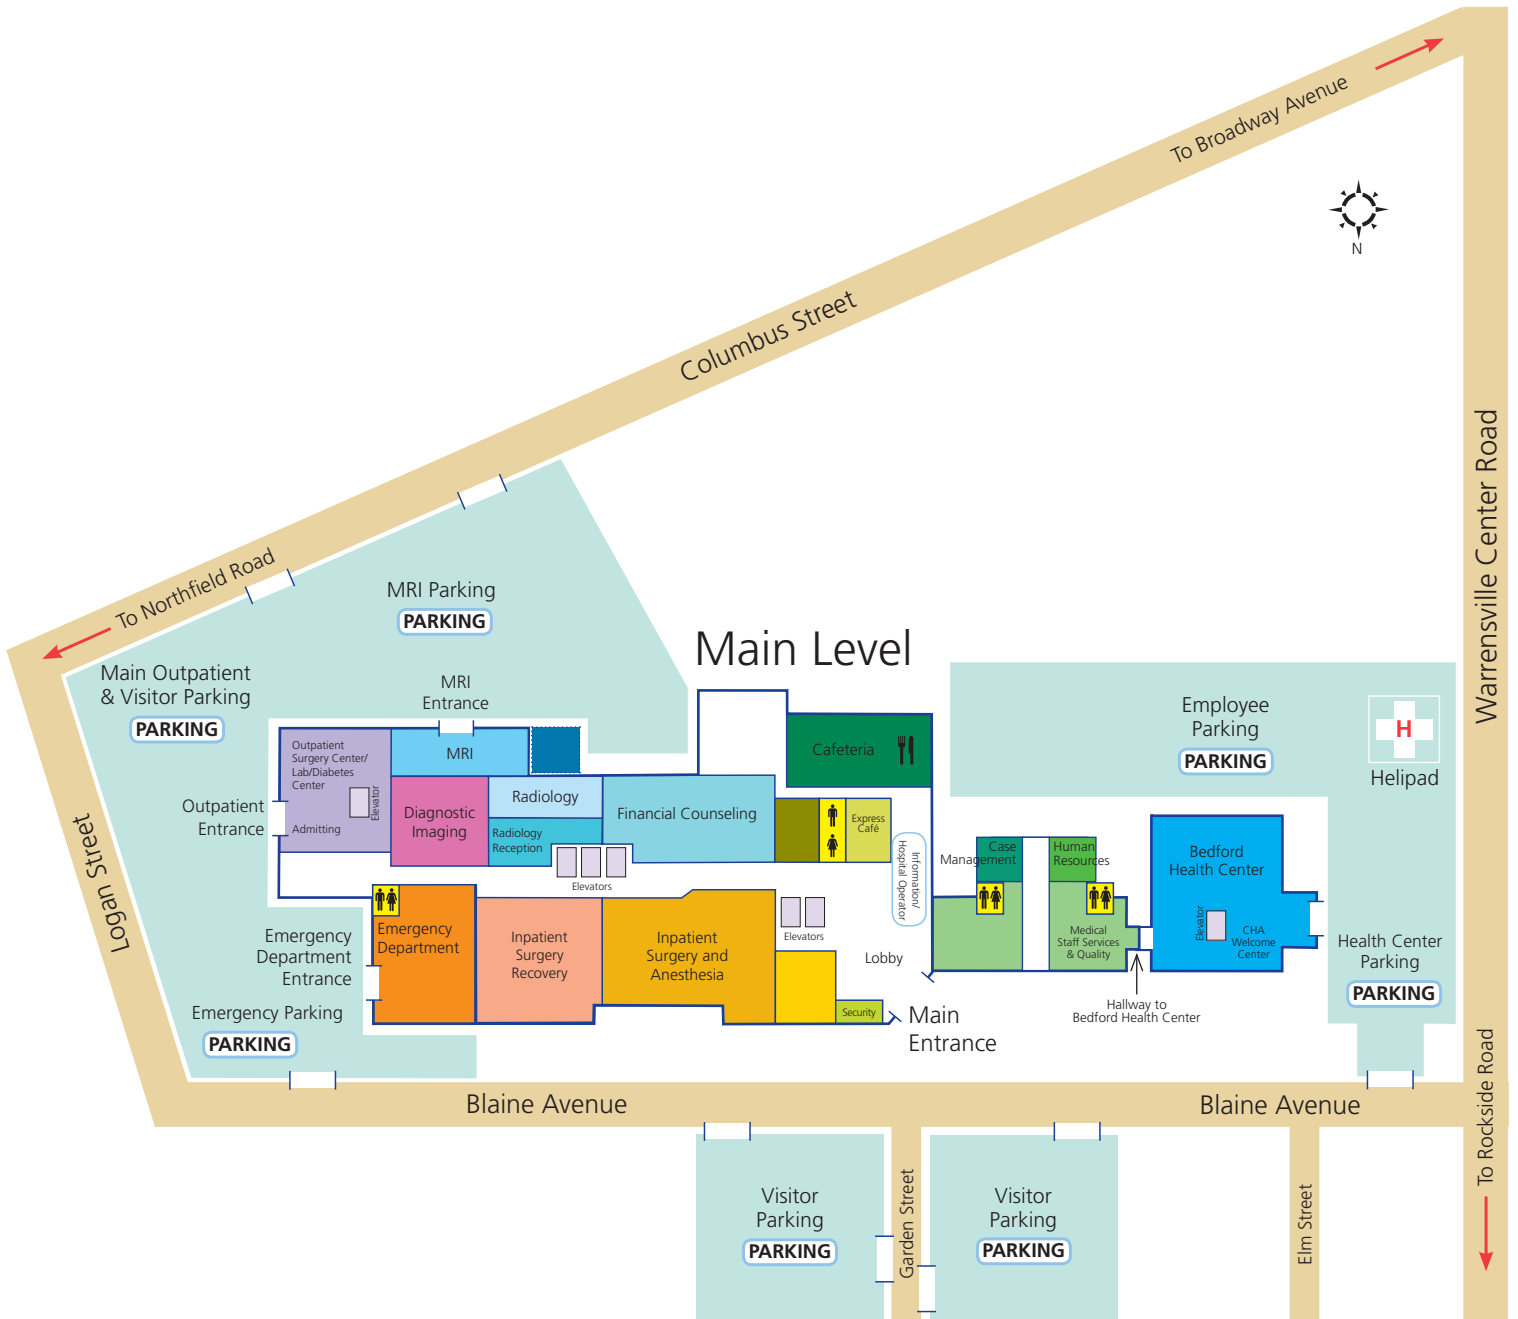 To Broadway Avenue
N
Columbus Street
Warrensville Center Road
To Northfield Road
MRI Parking
PARKING
Main Level
Main Outpatient
& Visitor Parking
PARKING
MRI
Entrance
Employee
Parking
PARKING
H
Helipad
Outpatient
Surgery Center/
Lab/Diabetes
Center
Elevator
Admitting
MRI
Cafeteria
Outpatient
Entrance
Diagnostic
Imaging
Radiology
Radiology
Reception
Financial Counseling
Express
Café
Elevators
Information/
Hospital Operator
Case
Management
Human
Resources
Bedford
Health Center
Logan Street
Emergency
Department
Entrance
Emergency
Department
Inpatient
Surgery
Recovery
Inpatient
Surgery and
Anesthesia
Elevators
Lobby
Medical
Staff Services
& Quality
Elevator
CHA
Welcome
Center
Health Center
Parking
PARKING
Emergency Parking
PARKING
Security
Main
Entrance
Hallway to
Bedford Health Center
Blaine Avenue
Blaine Avenue
To Rockside Road
Visitor
Parking
PARKING
Garden Street
Visitor
Parking
PARKING
Elm Street